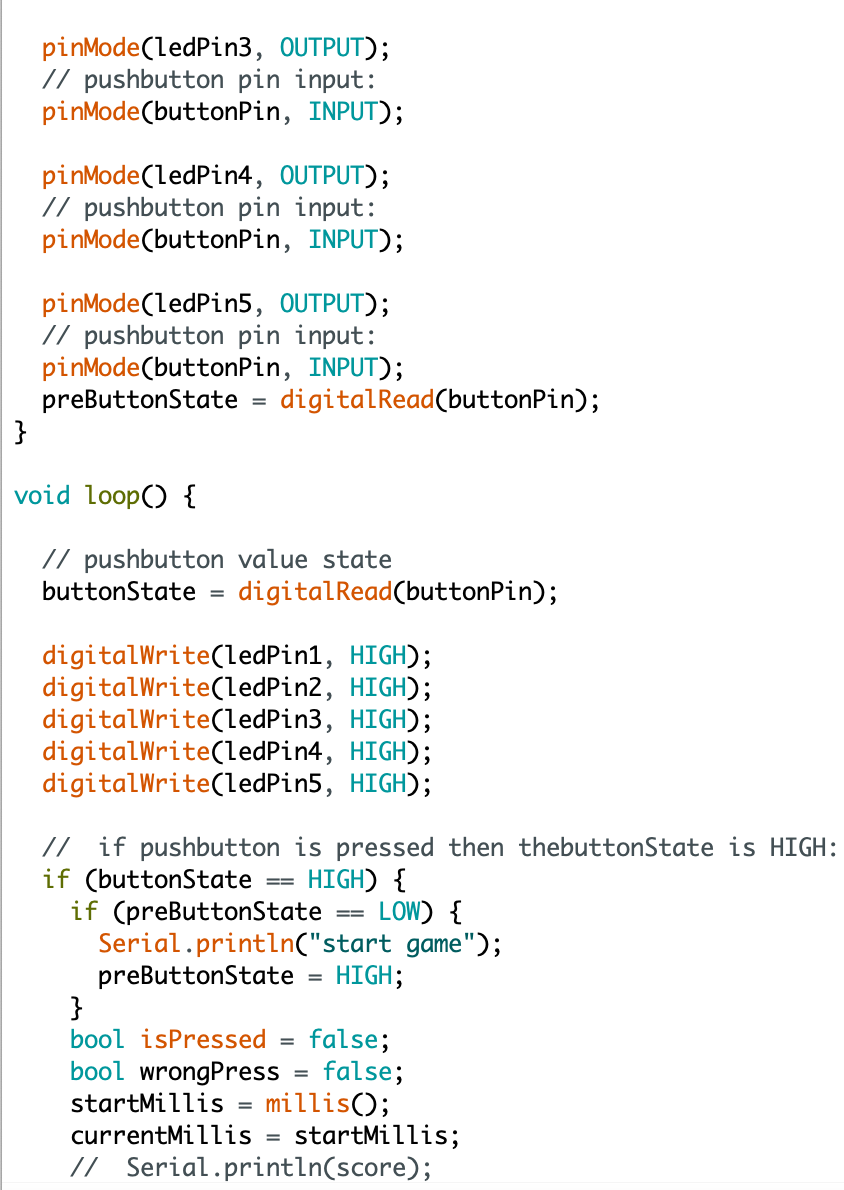 pinMode(ledPin3, OUTPUT);
// pushbutton pin input:
pinMode(buttonPin, INPUT);
pinMode(ledPin4, OUTPUT);
// pushbutton pin input:
pinMode(buttonPin, INPUT);
pinMode(ledPin5, OUTPUT);
// pushbutton pin input:
pinMode(buttonPin, INPUT);
preButtonState = digitalRead(buttonPin);
}
void loop() {
// pushbutton value state
buttonState = digitalRead(buttonPin);
digitalWrite(ledPin1, HIGH);
digitalWrite(ledPin2, HIGH);
digitalWrite(ledPin3, HIGH);
digitalWrite(ledPin4, HIGH);
digitalWrite(ledPin5, HIGH);
//  if pushbutton is pressed then thebuttonState is HIGH:
if (buttonState == HIGH) {
if (preButtonState == LOW) {
Serial.println("start game");
preButtonState = HIGH;
}
bool isPressed = false;
bool wrongPress = false;
startMillis = millis();
currentMillis = startMillis;
//  Serial.println(score);